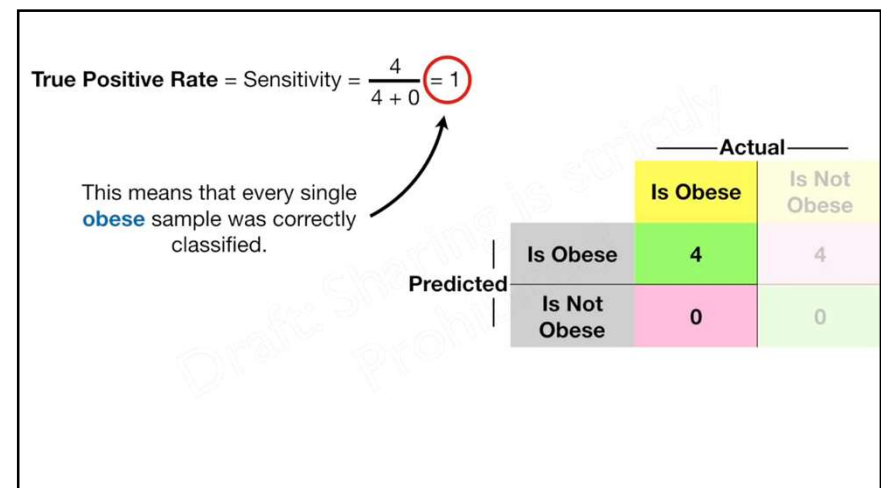 True Positive Rate = Sensitivity = 4
4 + 0
= 1
This means that every single
obese sample was correctly
classified.
Actual
Is Obese
Is Not
Obese
Is Obese
4
4
Predicted
Is Not
Obese
0
0
Draft: Sharing is strictly